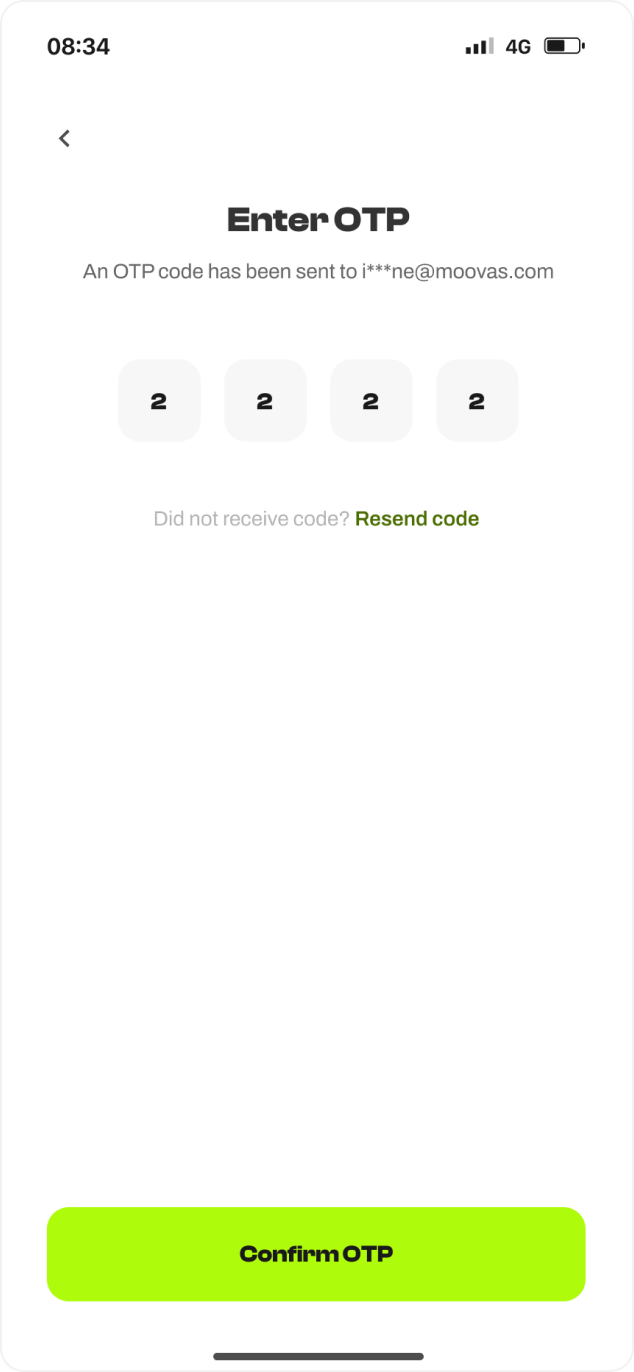 08:34 4G
Enter OTP
An OTP code has been sent to i***ne@moovas.com
2 2 2 2
Did not receive code? Resend code
Confirm OTP